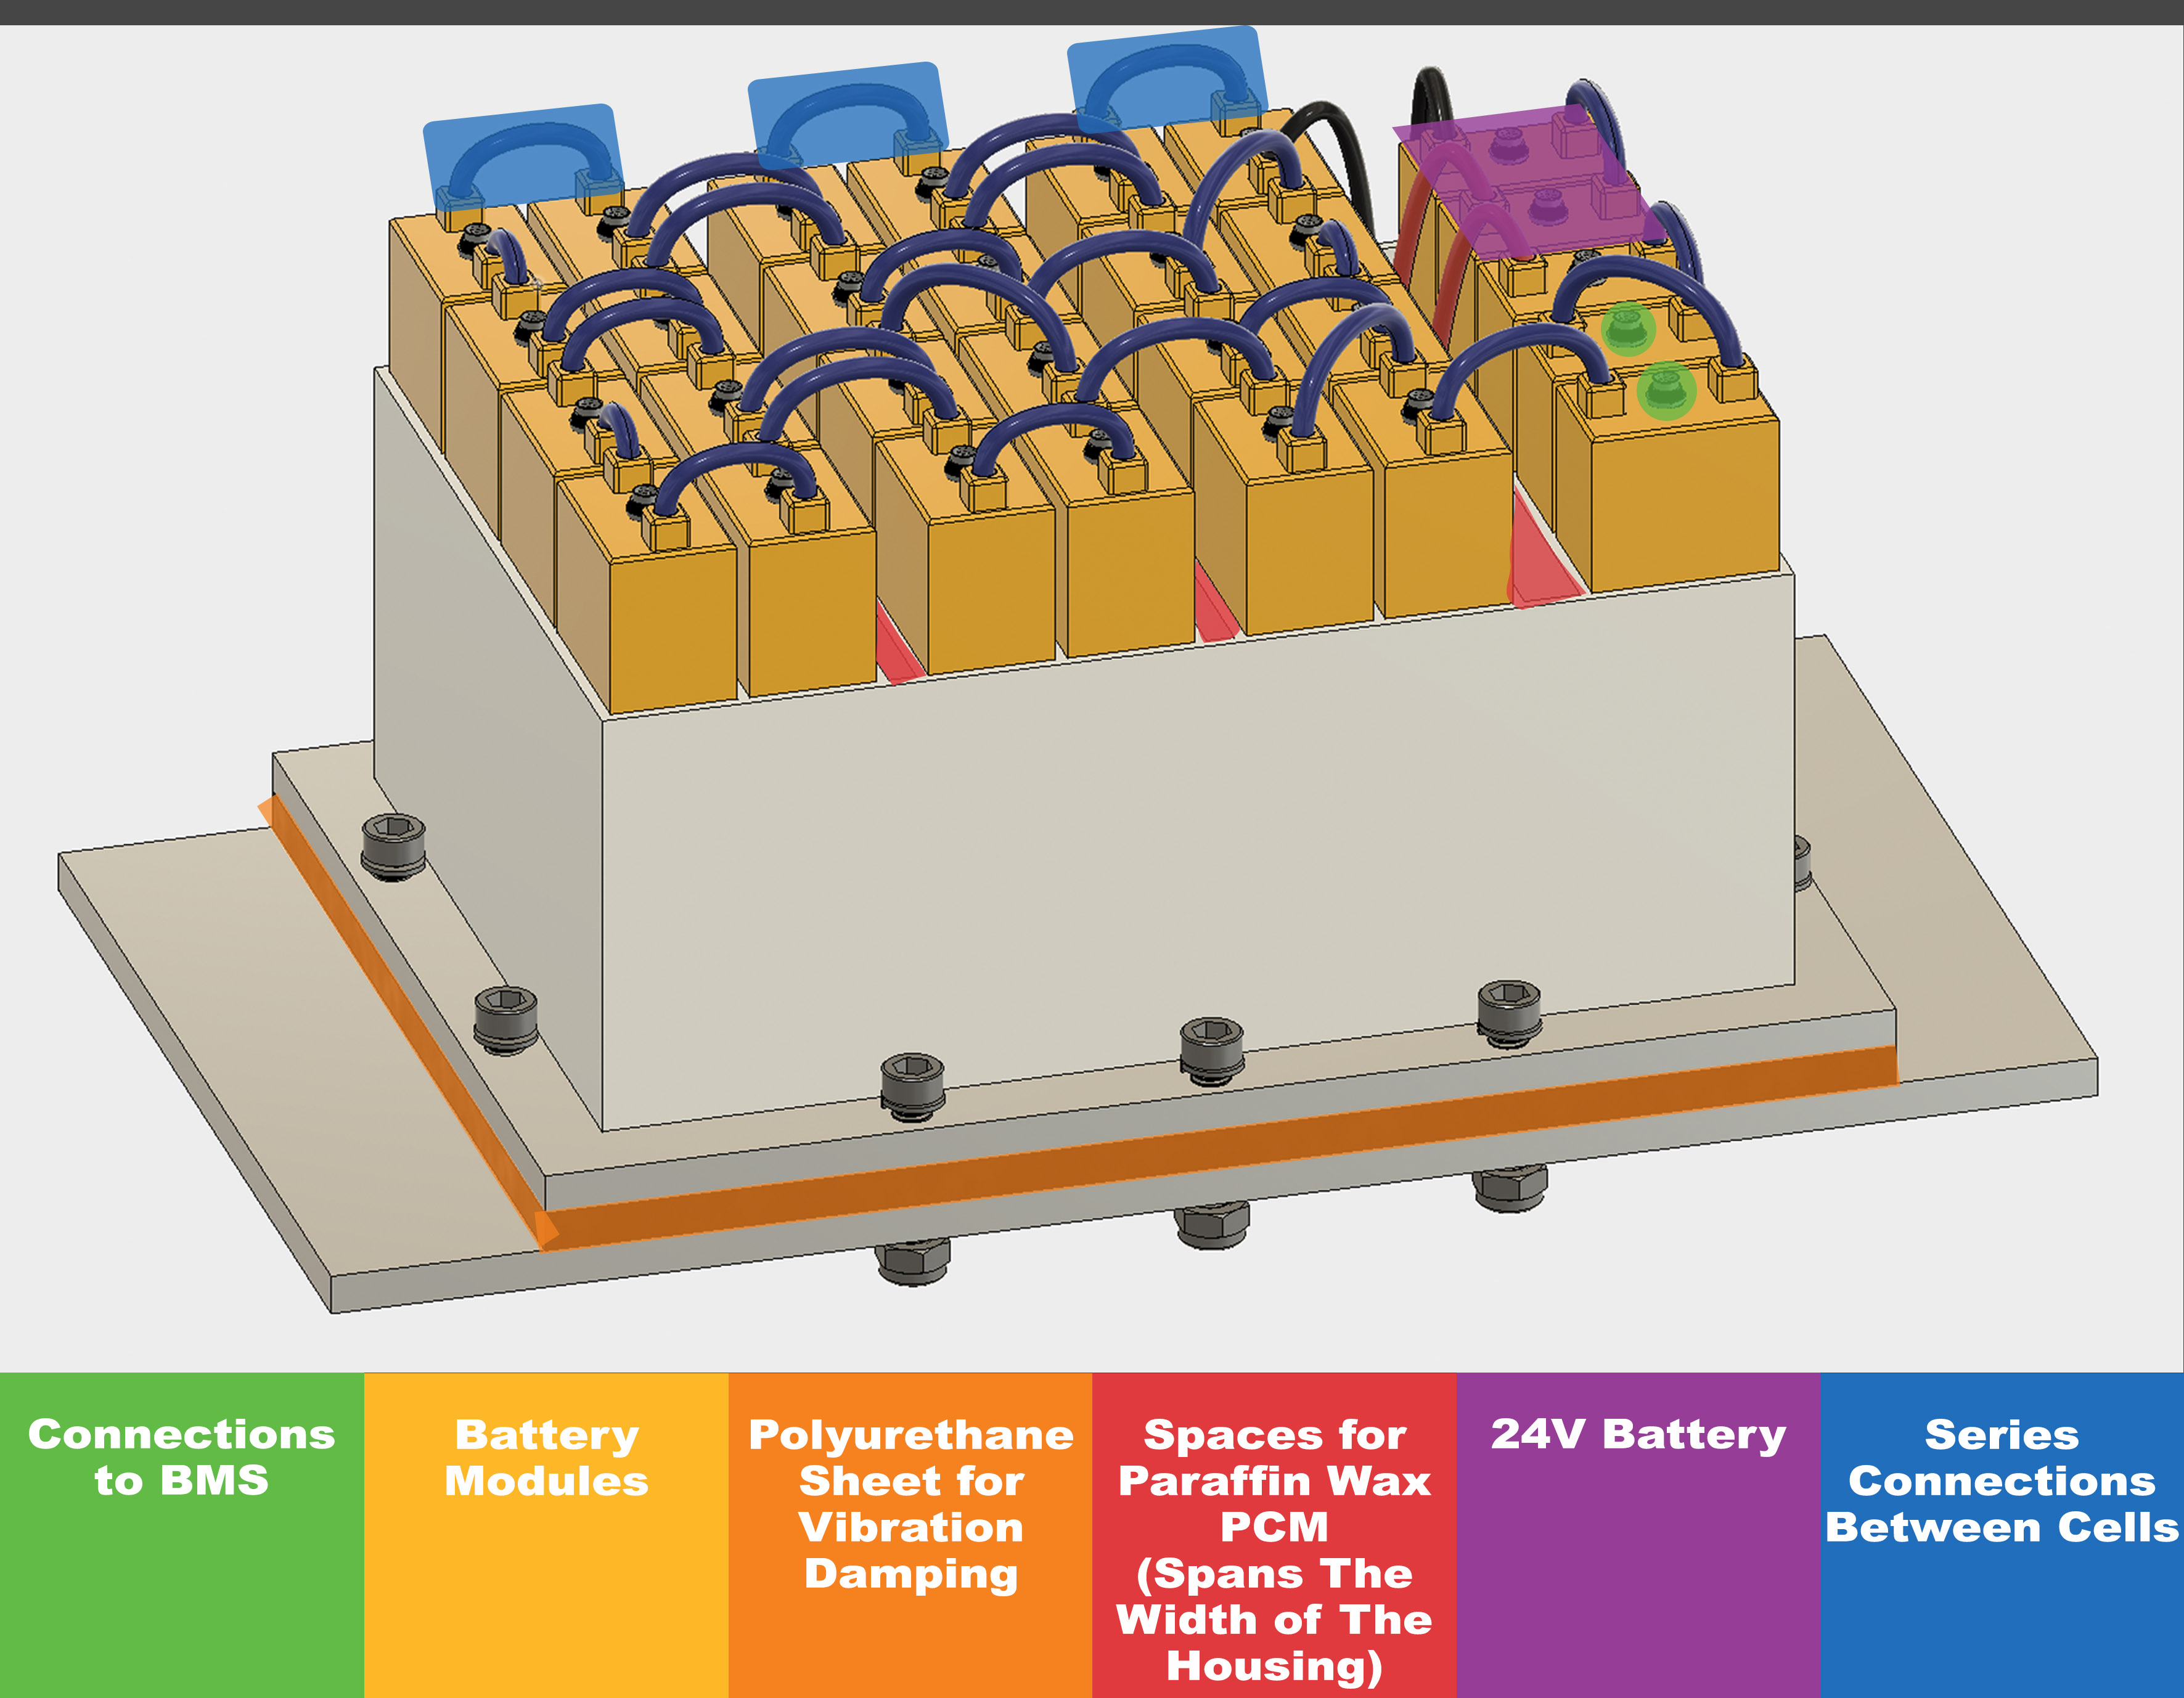 Connections
to BMS
Battery
Modules
Polyurethane
Sheet for
Vibration
Damping
Spaces for
Paraffin Wax
PCM
(Spans The
Width of The
Housing)
24V Battery
Series
Connections
Between Cells